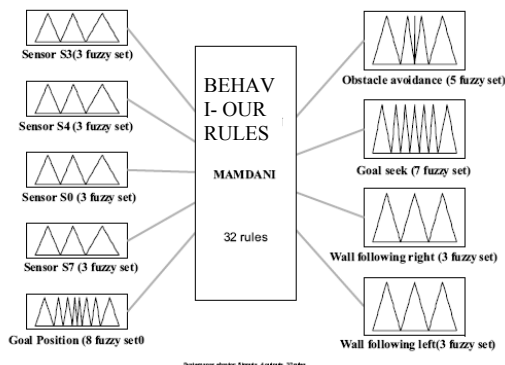 Sensor S3(3 fuzzy set)
Sensor S4 (3 fuzzy set)
Sensor S0 (3 fuzzy set)
Sensor S7 (3 fuzzy set)
Goal Position (8 fuzzy set0
BEHAV
I- OUR
RULES
MAMDANI
32 rules
Obstacle avoidance (5 fuzzy set)
Goal seek (7 fuzzy set)
Wall following right (3 fuzzy set)
Wall following left(3 fuzzy set)